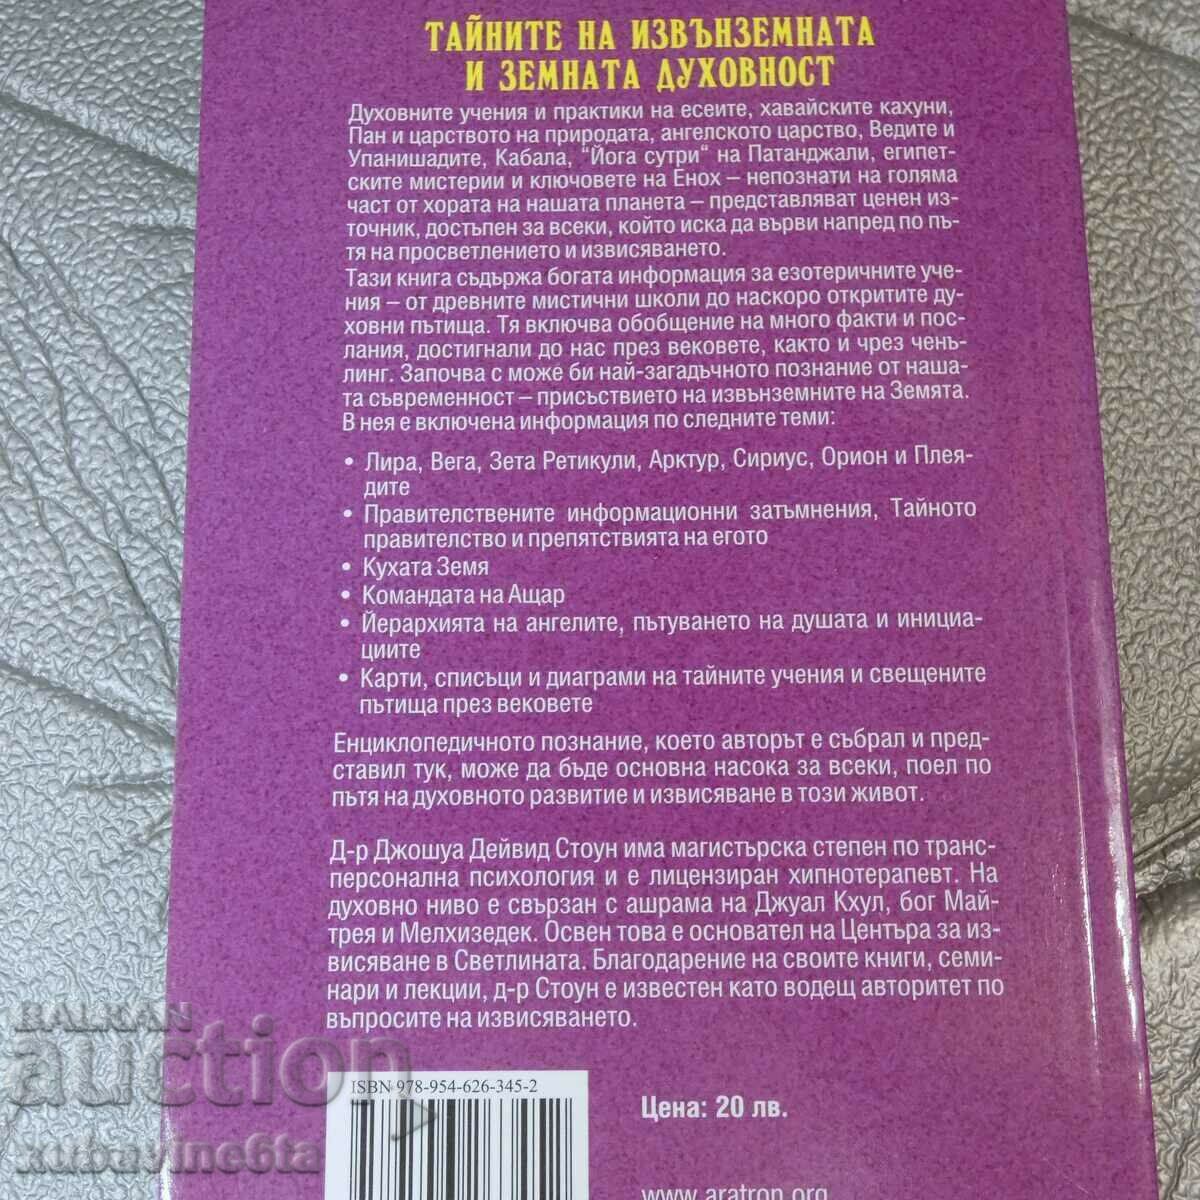 ТАЙНИТЕ НА ИЗВЪНЗЕМНАТА
И ЗЕМНАТА ДУХОВНОСТ
Духовните учения и практики на есеите, хавайските кахуни,
Пан и царството на природата, ангелското царство, Ведите и
Упанишадите, Кабала, "Йога сутри" на Патанджали, египет-
ските мистерии и ключовете на Енох – непознати на голяма
част от хората на нашата планета – представляват ценен из-
точник, достъпен за всеки, който иска да върви напред по пъ-
тя на просветлението и извисяването.
Тази книга съдържа богата информация за езотеричните уче-
ния – от древните мистични школи до наскоро откритите ду-
ховни пътища. Тя включва обобщение на много факти и пос-
лания, достигнали до нас през вековете, както и чрез ченъ-
линг. Започва с може би най-загадъчното познание от наша-
та съвременност – присъствието на извънземните на Земята.
В нея е включена информация по следните теми:
• Лира, Вега, Зета Ретикули, Арктур, Сириус, Орион и Плея-
дите
• Правителствените информационни затъмнения, Тайното
правителство и препятствията на егото
• Кухата Земя
• Командата на Ащар
• Йерархията на ангелите, пътуването на душата и иницииа-
циите
• Карти, списъци и диаграми на тайните учения и свещените
пътища през вековете
Енциклопедичното познание, което авторът е събрал и пред-
ставил тук, може да бъде основна насока за всеки, поел по
пътя на духовното развитие и извисяване в този живот.
Д-р Джошуа Дейвид Стоун има магистърска степен по транс-
персонална психология и е лицензиран хипнотерапевт. На
духовно ниво е свързан с ашрама на Джуал Кхул, бог Май-
трея и Мелхизедек. Освен това е основател на Центъра за из-
висяване в Светлината. Благодарение на своите книги, семи-
нари и лекции, д-р Стоун е известен като водещ авторитет по
въпросите на извисяването.
ISBN 978-954-626-345-2
Цена: 20 лв.
www.aratron.org
BALKAN
auction
xubavine6ta